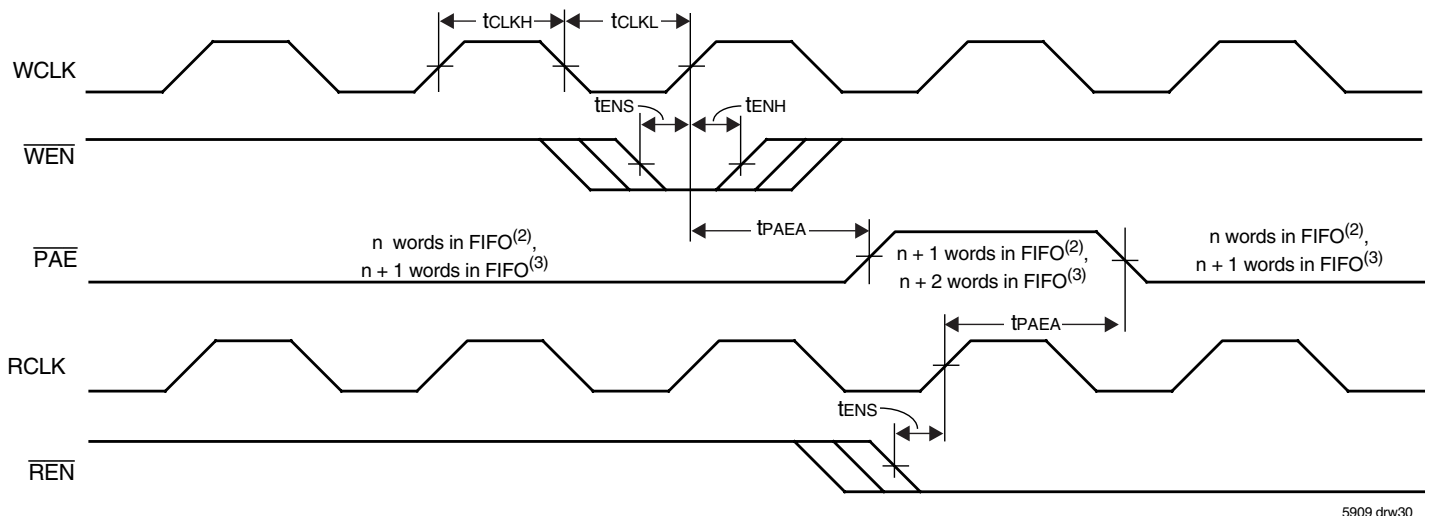 tCLKH
tCLKL
WCLK
tENS
tENH
WEN
tPAEA
PAE
n words in FIFO(2),
n + 1 words in FIFO(3)
n + 1 words in FIFO(2),
n + 2 words in FIFO(3)
n words in FIFO(2),
n + 1 words in FIFO(3)
tPAEA
RCLK
tENS
REN
5909 drw30